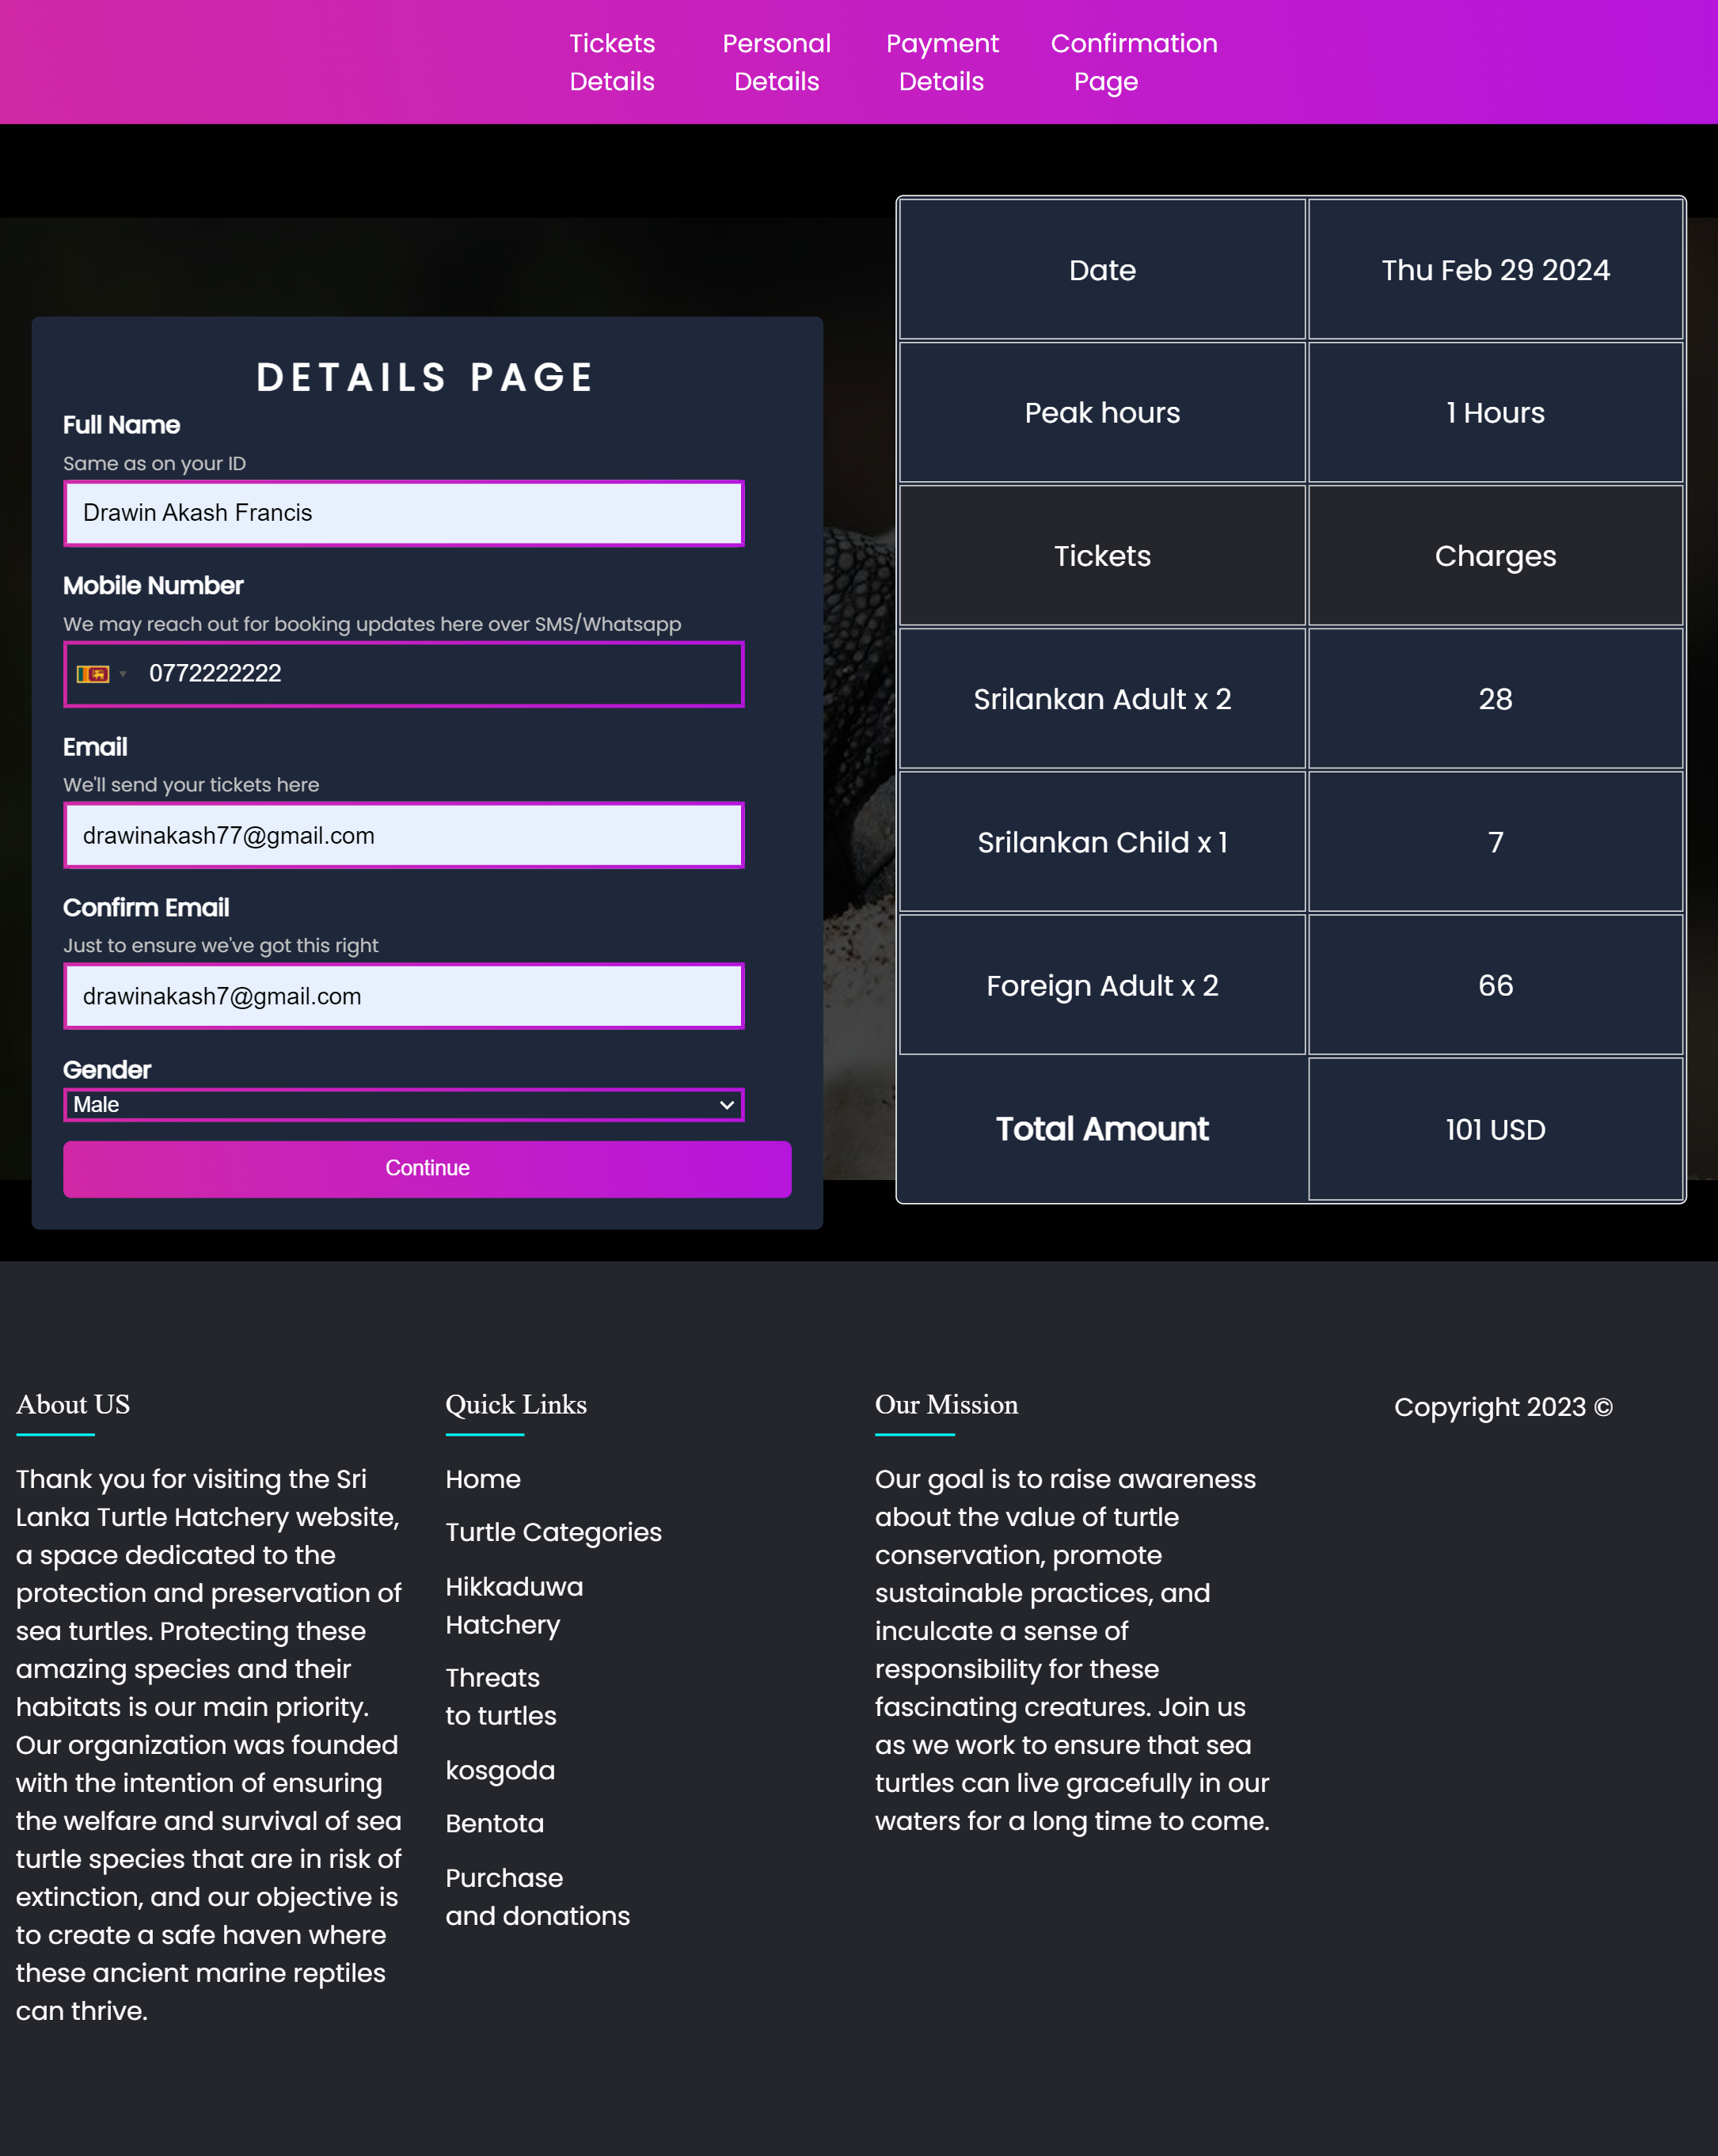 Tickets
Details
Personal
Details
Payment
Details
Confirmation
Page
DETAILS PAGE
Full Name
Same as on your ID
Drawin Akash Francis
Mobile Number
We may reach out for booking updates here over SMS/Whatsapp
0772222222
Email
We'll send your tickets here
drawinakash77@gmail.com
Confirm Email
Just to ensure we've got this right
drawinakash7@gmail.com
Gender
Male
Continue
Date
Thu Feb 29 2024
Peak hours
1 Hours
Tickets
Charges
Srilankan Adult x 2
28
Srilankan Child x 1
7
Foreign Adult x 2
66
Total Amount
101 USD
About US
Thank you for visiting the Sri
Lanka Turtle Hatchery website,
a space dedicated to the
protection and preservation of
sea turtles. Protecting these
amazing species and their
habitats is our main priority.
Our organization was founded
with the intention of ensuring
the welfare and survival of sea
turtle species that are in risk of
extinction, and our objective is
to create a safe haven where
these ancient marine reptiles
can thrive.
Quick Links
Home
Turtle Categories
Hikkaduwa
Hatchery
Threats
to turtles
kosgoda
Bentota
Purchase
and donations
Our Mission
Our goal is to raise awareness
about the value of turtle
conservation, promote
sustainable practices, and
inculcate a sense of
responsibility for these
fascinating creatures. Join us
as we work to ensure that sea
turtles can live gracefully in our
waters for a long time to come.
Copyright 2023 ©